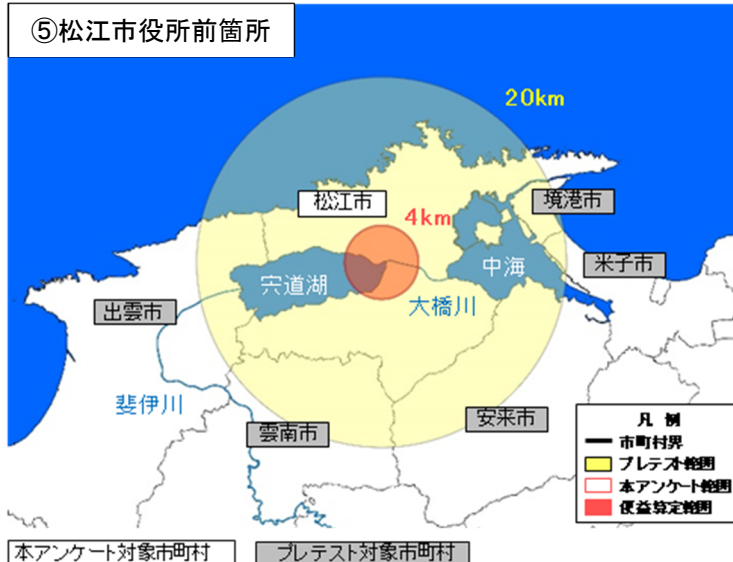 ⑤松江市役所前箇所
20km
松江市
4km
境港市
米子市
中海
宍道湖
大橋川
出雲市
斐伊川
雲南市
安来市
凡 例
市町村界
プレテスト範囲
本アンケート範囲
便益算定範囲
本アンケート対象市町村
プレテスト対象市町村